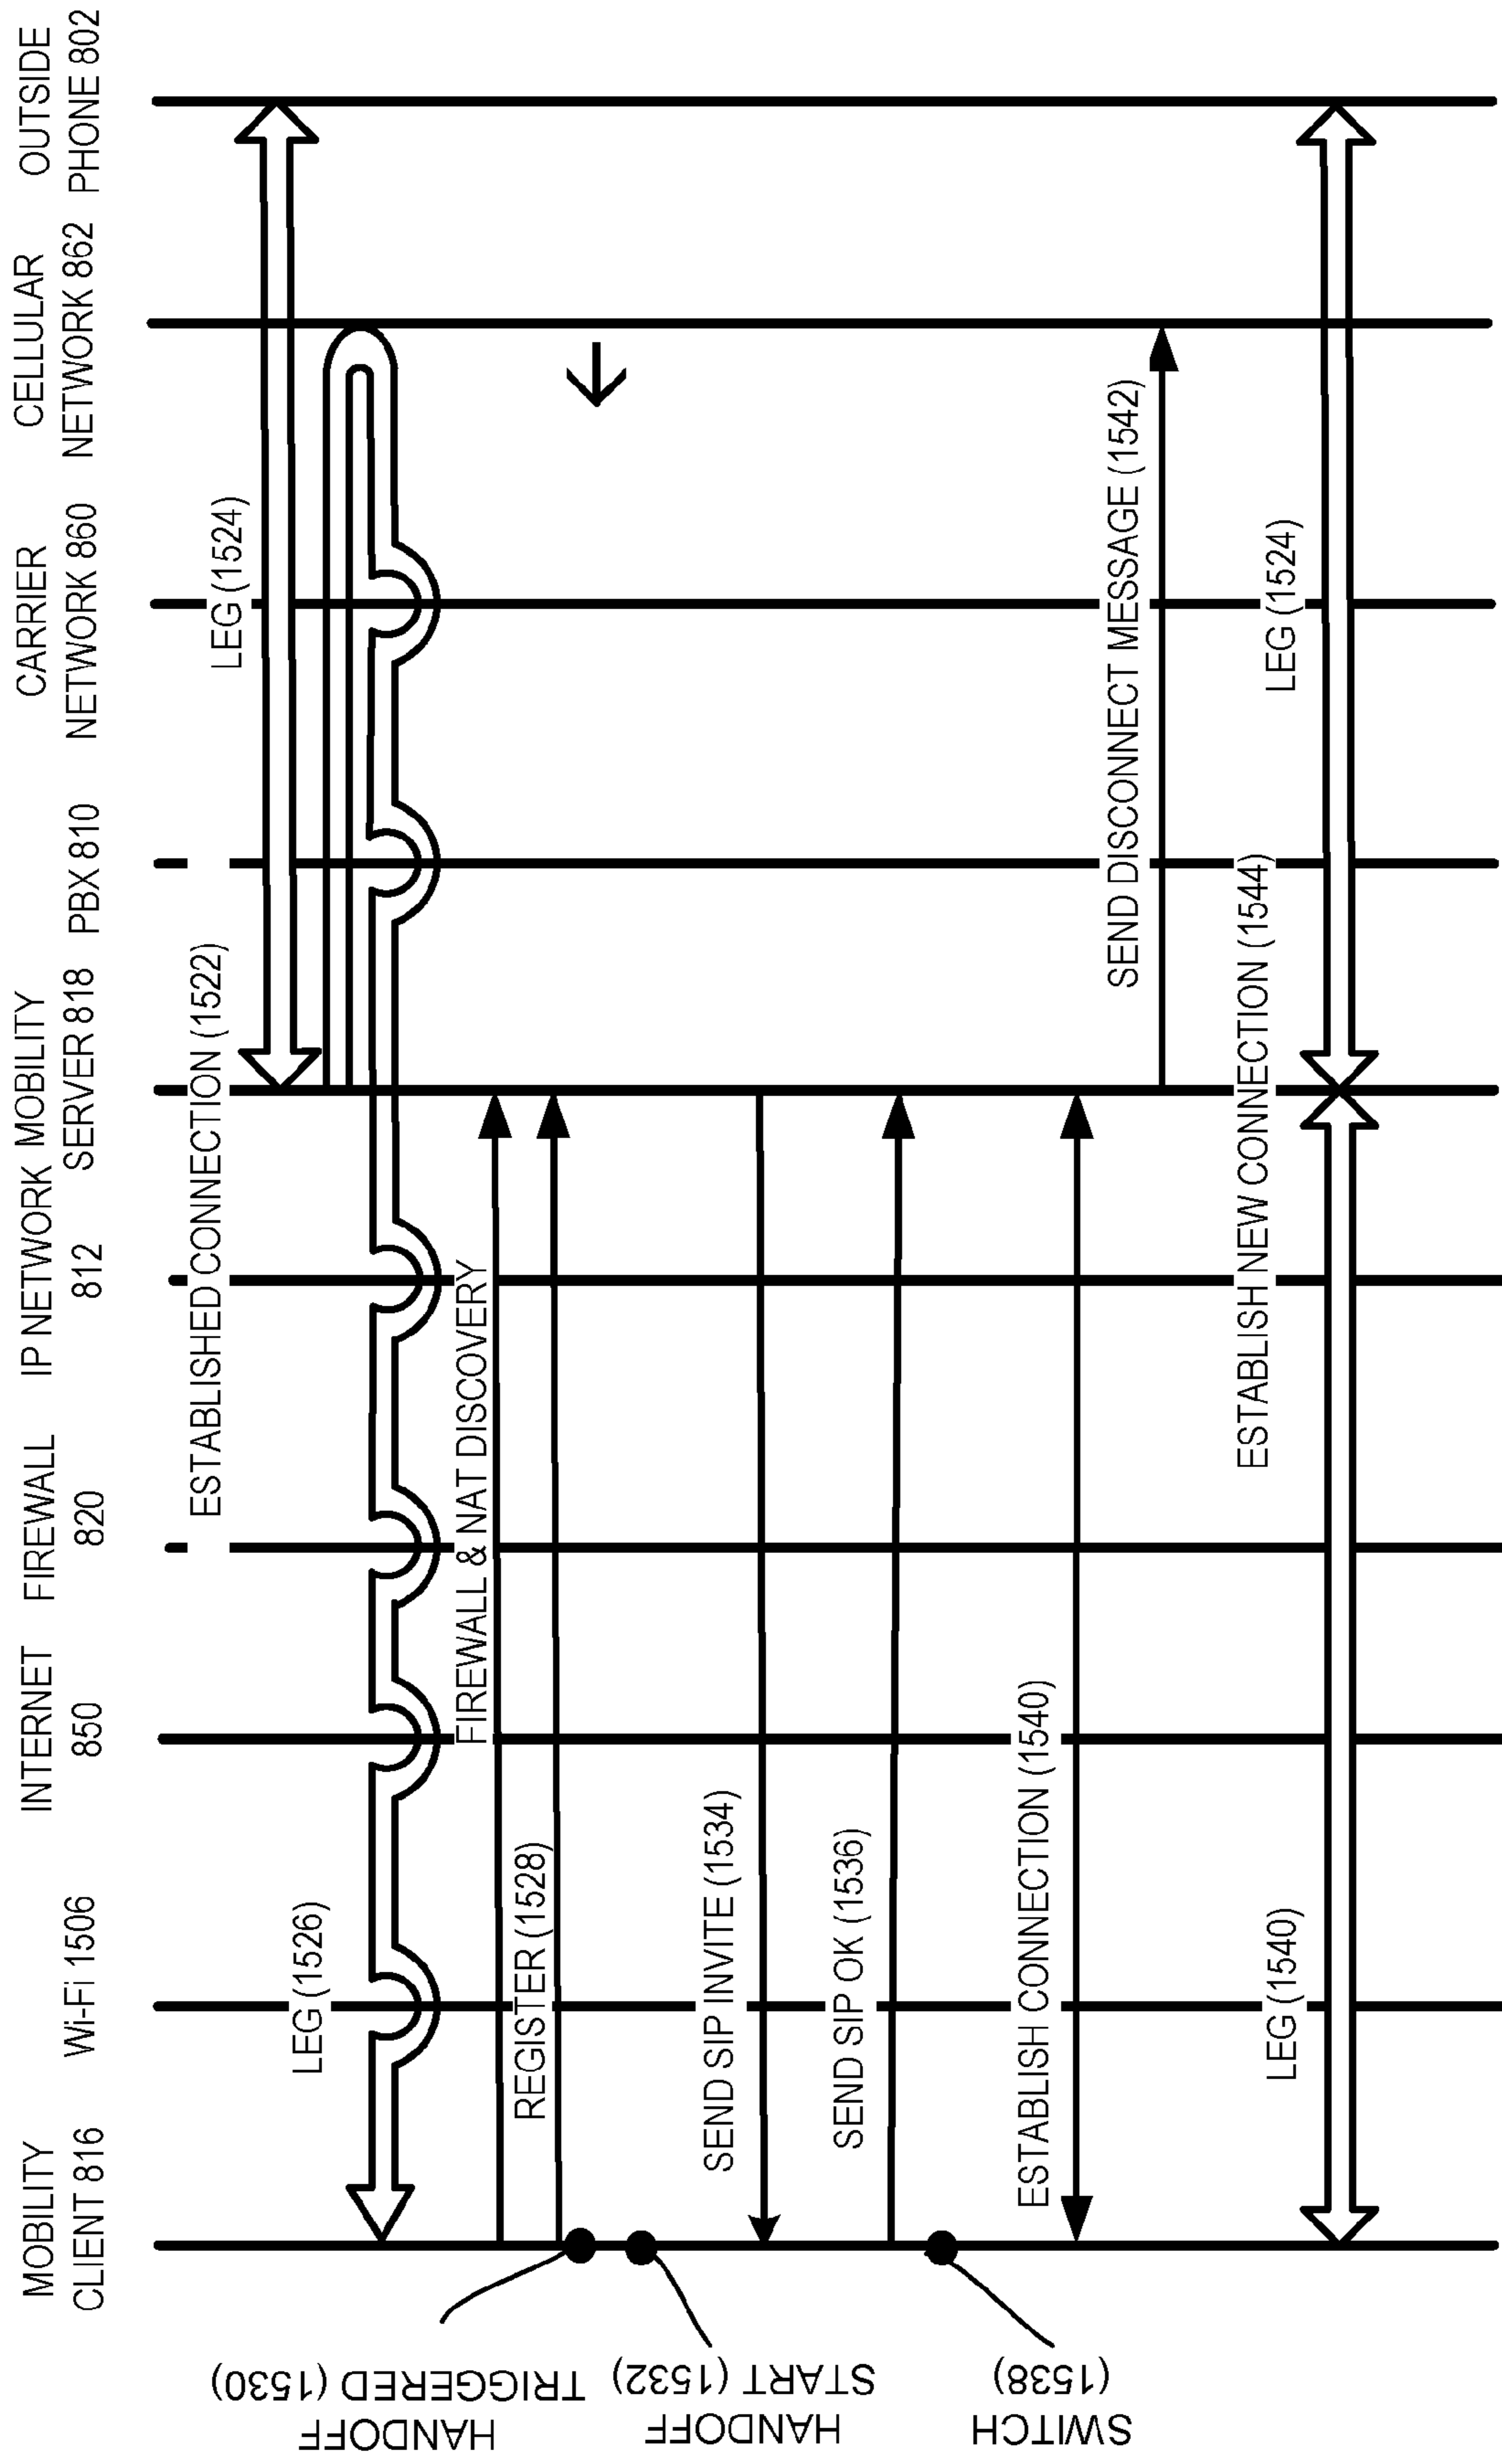 MOBILITY
CLIENT 816
Wi-Fi 1506
INTERNET
850
FIREWALL
820
IP NETWORK
812
MOBILITY
SERVER 818
PBX 810
CARRIER
NETWORK 860
CELLULAR
NETWORK 862
OUTSIDE
PHONE 802
ESTABLISHED CONNECTION (1522)
LEG (1524)
LEG (1526)
FIREWALL & NAT DISCOVERY
REGISTER (1528)
HANDOFF
TRIGGERED (1530)
HANDOFF
START (1532)
SEND SIP INVITE (1534)
SEND SIP OK (1536)
SWITCH
(1538)
ESTABLISH CONNECTION (1540)
SEND DISCONNECT MESSAGE (1542)
ESTABLISH NEW CONNECTION (1544)
LEG (1540)
LEG (1524)